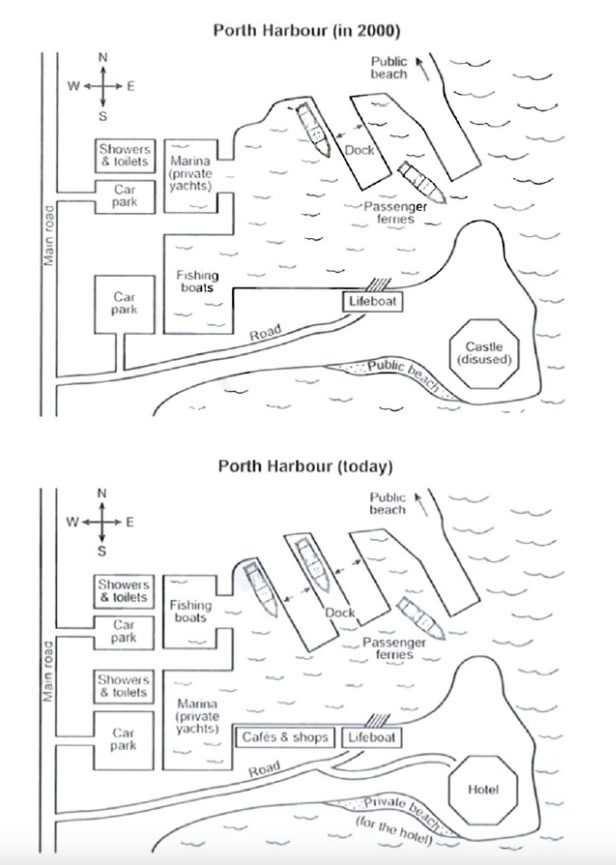 Porth Harbour (in 2000)
N
W
E
S
Public
beach
Showers
& toilets
Marina
(private
yachts)
Dock
Car
park
Passenger
ferries
Main road
Fishing
boats
Car
park
Lifeboat
Road
Castle
(disused)
Public beach
Porth Harbour (today)
N
W
E
S
Public
beach
Showers
& toilets
Fishing
boats
Dock
Car
park
Passenger
ferries
Main road
Showers
& toilets
Marina
(private
yachts)
Car
park
Cafés & shops
Lifeboat
Road
Hotel
Private beach
(for the hotel)